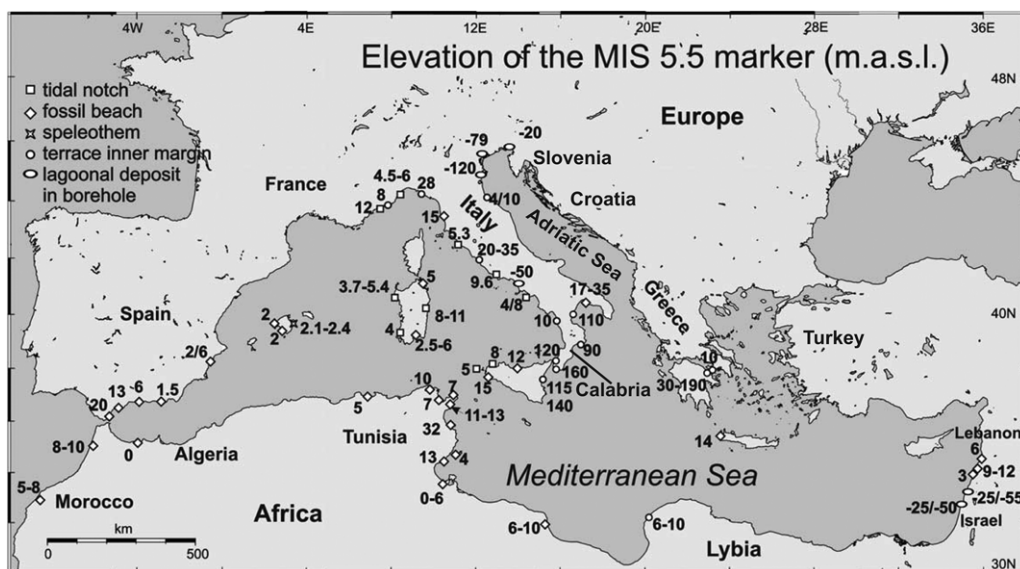 4W
4E
12E
20E
28E
36E
Elevation of the MIS 5.5 marker (m.a.s.l.)
48N
tidal notch
fossil beach
speleothem
terrace inner margin
lagoonal deposit
in borehole
Europe
-79
-20
Slovenia
-120
4.5-6
France
8
28
12
4/10
Croatia
15
Italy
Adriatic Sea
5.3
20-35
-50
9.6
17-35
3.7-5.4
5
4/8
Greece
40N
Spain
2
2.1-2.4
2
8-11
110
10
Turkey
4
2.5-6
90
2/6
8
12
120
10
5
160
Calabria
30-190
15
115
140
13
6
1.5
20
10
7
5
7
11-13
14
Lebanon
6
8-10
0
Algeria
Tunisia
32
9-12
3
13
4
Mediterranean Sea
5-8
Morocco
0-6
-25/-55
-25/-50
Israel
Africa
6-10
6-10
Lybia
km
0
500
30N